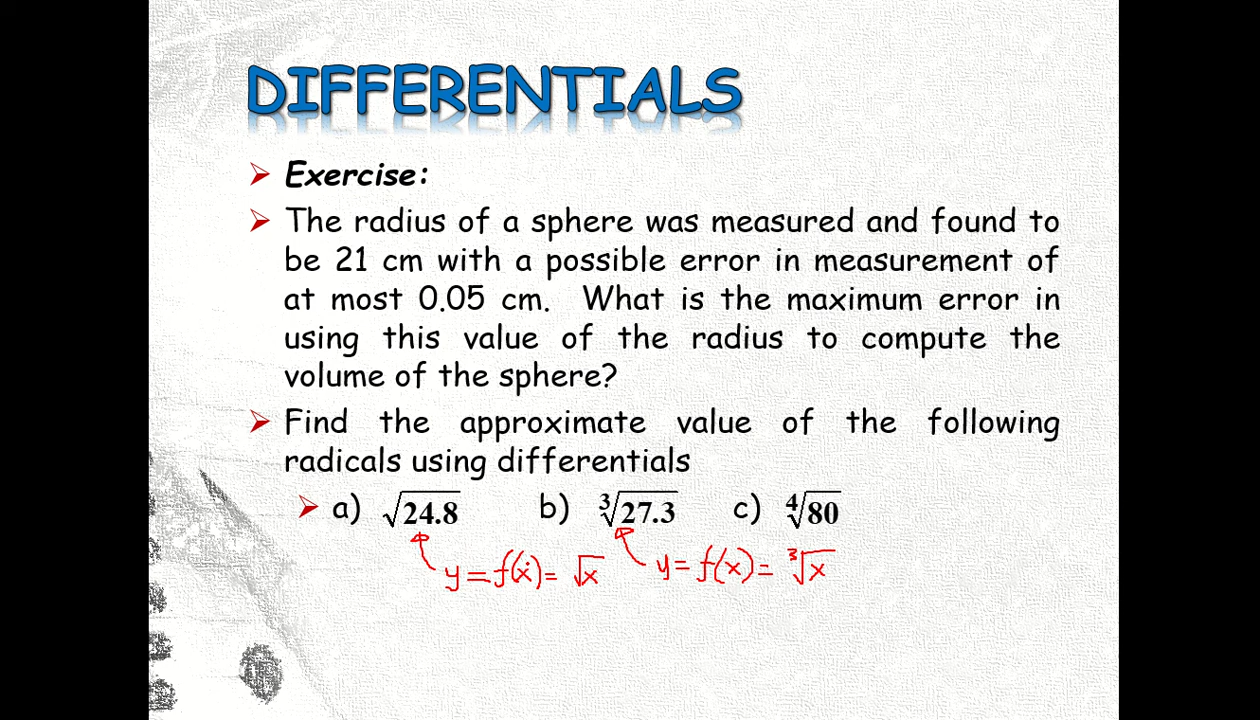 DIFFERENTIALS
Exercise:
The radius of a sphere was measured and found to
be 21 cm with a possible error in measurement of
at most 0.05 cm. What is the maximum error in
using this value of the radius to compute the
volume of the sphere?
Find the approximate value of the following
radicals using differentials
a) √24.8 b) ∛27.3 c) ∜80
y = f(x) = √x y = f(x) = ∛x